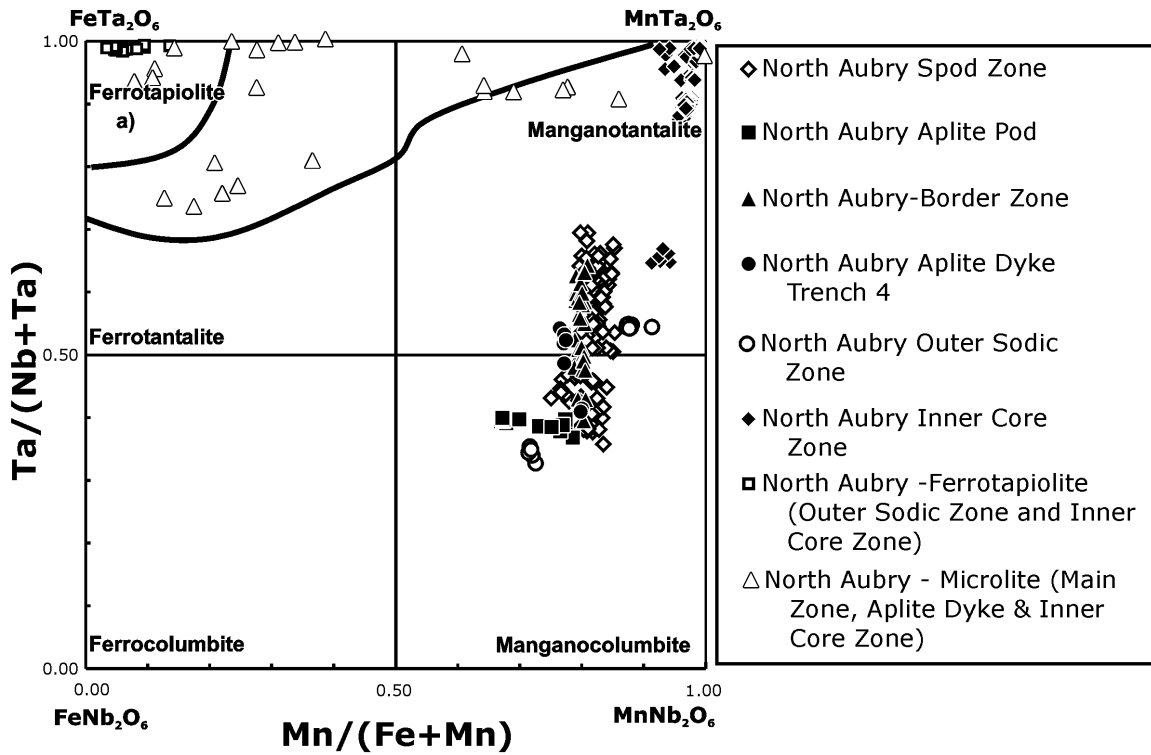 FeTa₂O₆
MnTa₂O₆
1.00
Ferrotapiolite
a)
Manganotantalite
Ta/(Nb+Ta)
Ferrotantalite
0.50
Ferrocolumbite
Manganocolumbite
0.00
0.00
0.50
1.00
FeNb₂O₆
MnNb₂O₆
Mn/(Fe+Mn)
North Aubry Spod Zone
North Aubry Aplite Pod
North Aubry-Border Zone
North Aubry Aplite Dyke
Trench 4
North Aubry Outer Sodic
Zone
North Aubry Inner Core
Zone
North Aubry -Ferrotapiolite
(Outer Sodic Zone and Inner
Core Zone)
North Aubry - Microlite (Main
Zone, Aplite Dyke & Inner
Core Zone)